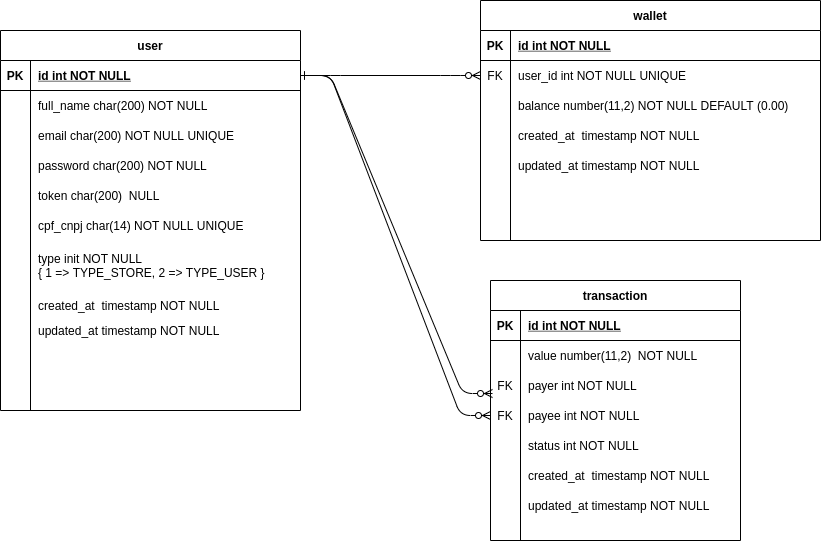 user
PK id int NOT NULL
full_name char(200) NOT NULL
email char(200) NOT NULL UNIQUE
password char(200) NOT NULL
token char(200)  NULL
cpf_cnpj char(14) NOT NULL UNIQUE
type init NOT NULL
{ 1 => TYPE_STORE, 2 => TYPE_USER }
created_at  timestamp NOT NULL
updated_at timestamp NOT NULL
wallet
PK id int NOT NULL
FK user_id int NOT NULL UNIQUE
balance number(11,2) NOT NULL DEFAULT (0.00)
created_at  timestamp NOT NULL
updated_at timestamp NOT NULL
transaction
PK id int NOT NULL
value number(11,2)  NOT NULL
FK payer int NOT NULL
FK payee int NOT NULL
status int NOT NULL
created_at  timestamp NOT NULL
updated_at timestamp NOT NULL